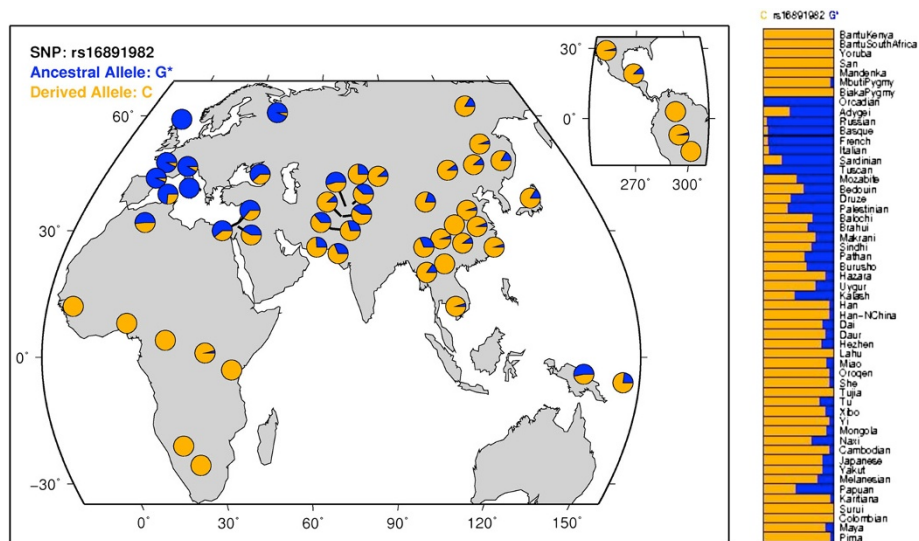 SNP: rs16891982
Ancestral Allele: G*
Derived Allele: C
60°
30°
0°
−30°
0°
30°
60°
90°
120°
150°
30°
0°
270°
300°
C rs16891982 G*
BantuKenya
BantuSouthAfrica
Yoruba
San
Mandenka
MbutiPygmy
BiakaPygmy
Orcadian
Adygei
Russian
Basque
French
Italian
Sardinian
Tuscan
Mozabite
Bedouin
Druze
Palestinian
Balochi
Brahui
Makrani
Sindhi
Pathan
Burusho
Hazara
Uygur
Kalash
Han
Han−NChina
Dai
Daur
Hezhen
Lahu
Miao
Oroqen
She
Tujia
Tu
Xibo
Yi
Mongola
Naxi
Cambodian
Japanese
Yakut
Melanesian
Papuan
Karitiana
Surui
Colombian
Maya
Pima